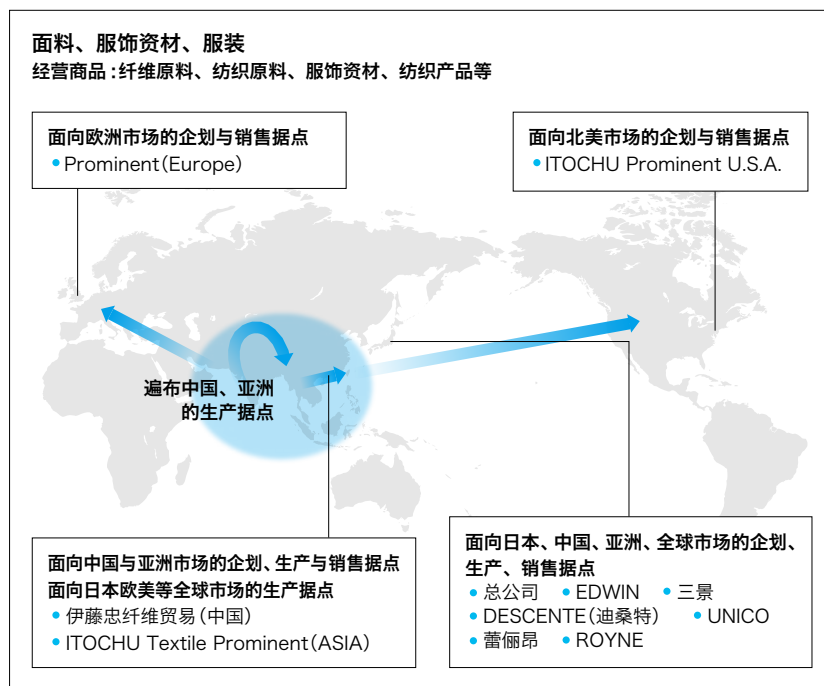 面料、服饰资材、服装
经营商品:纤维原料、纺织原料、服饰资材、纺织产品等
面向欧洲市场的企划与销售据点
• Prominent(Europe)
面向北美市场的企划与销售据点
• ITOCHU Prominent U.S.A.
遍布中国、亚洲
的生产据点
面向中国与亚洲市场的企划、生产与销售据点
面向日本欧美等全球市场的生产据点
• 伊藤忠纤维贸易(中国)
• ITOCHU Textile Prominent(ASIA)
面向日本、中国、亚洲、全球市场的企划、
生产、销售据点
• 总公司 • EDWIN • 三景
• DESCENTE(迪桑特) • UNICO
• 蕾俪昂 • ROYNE